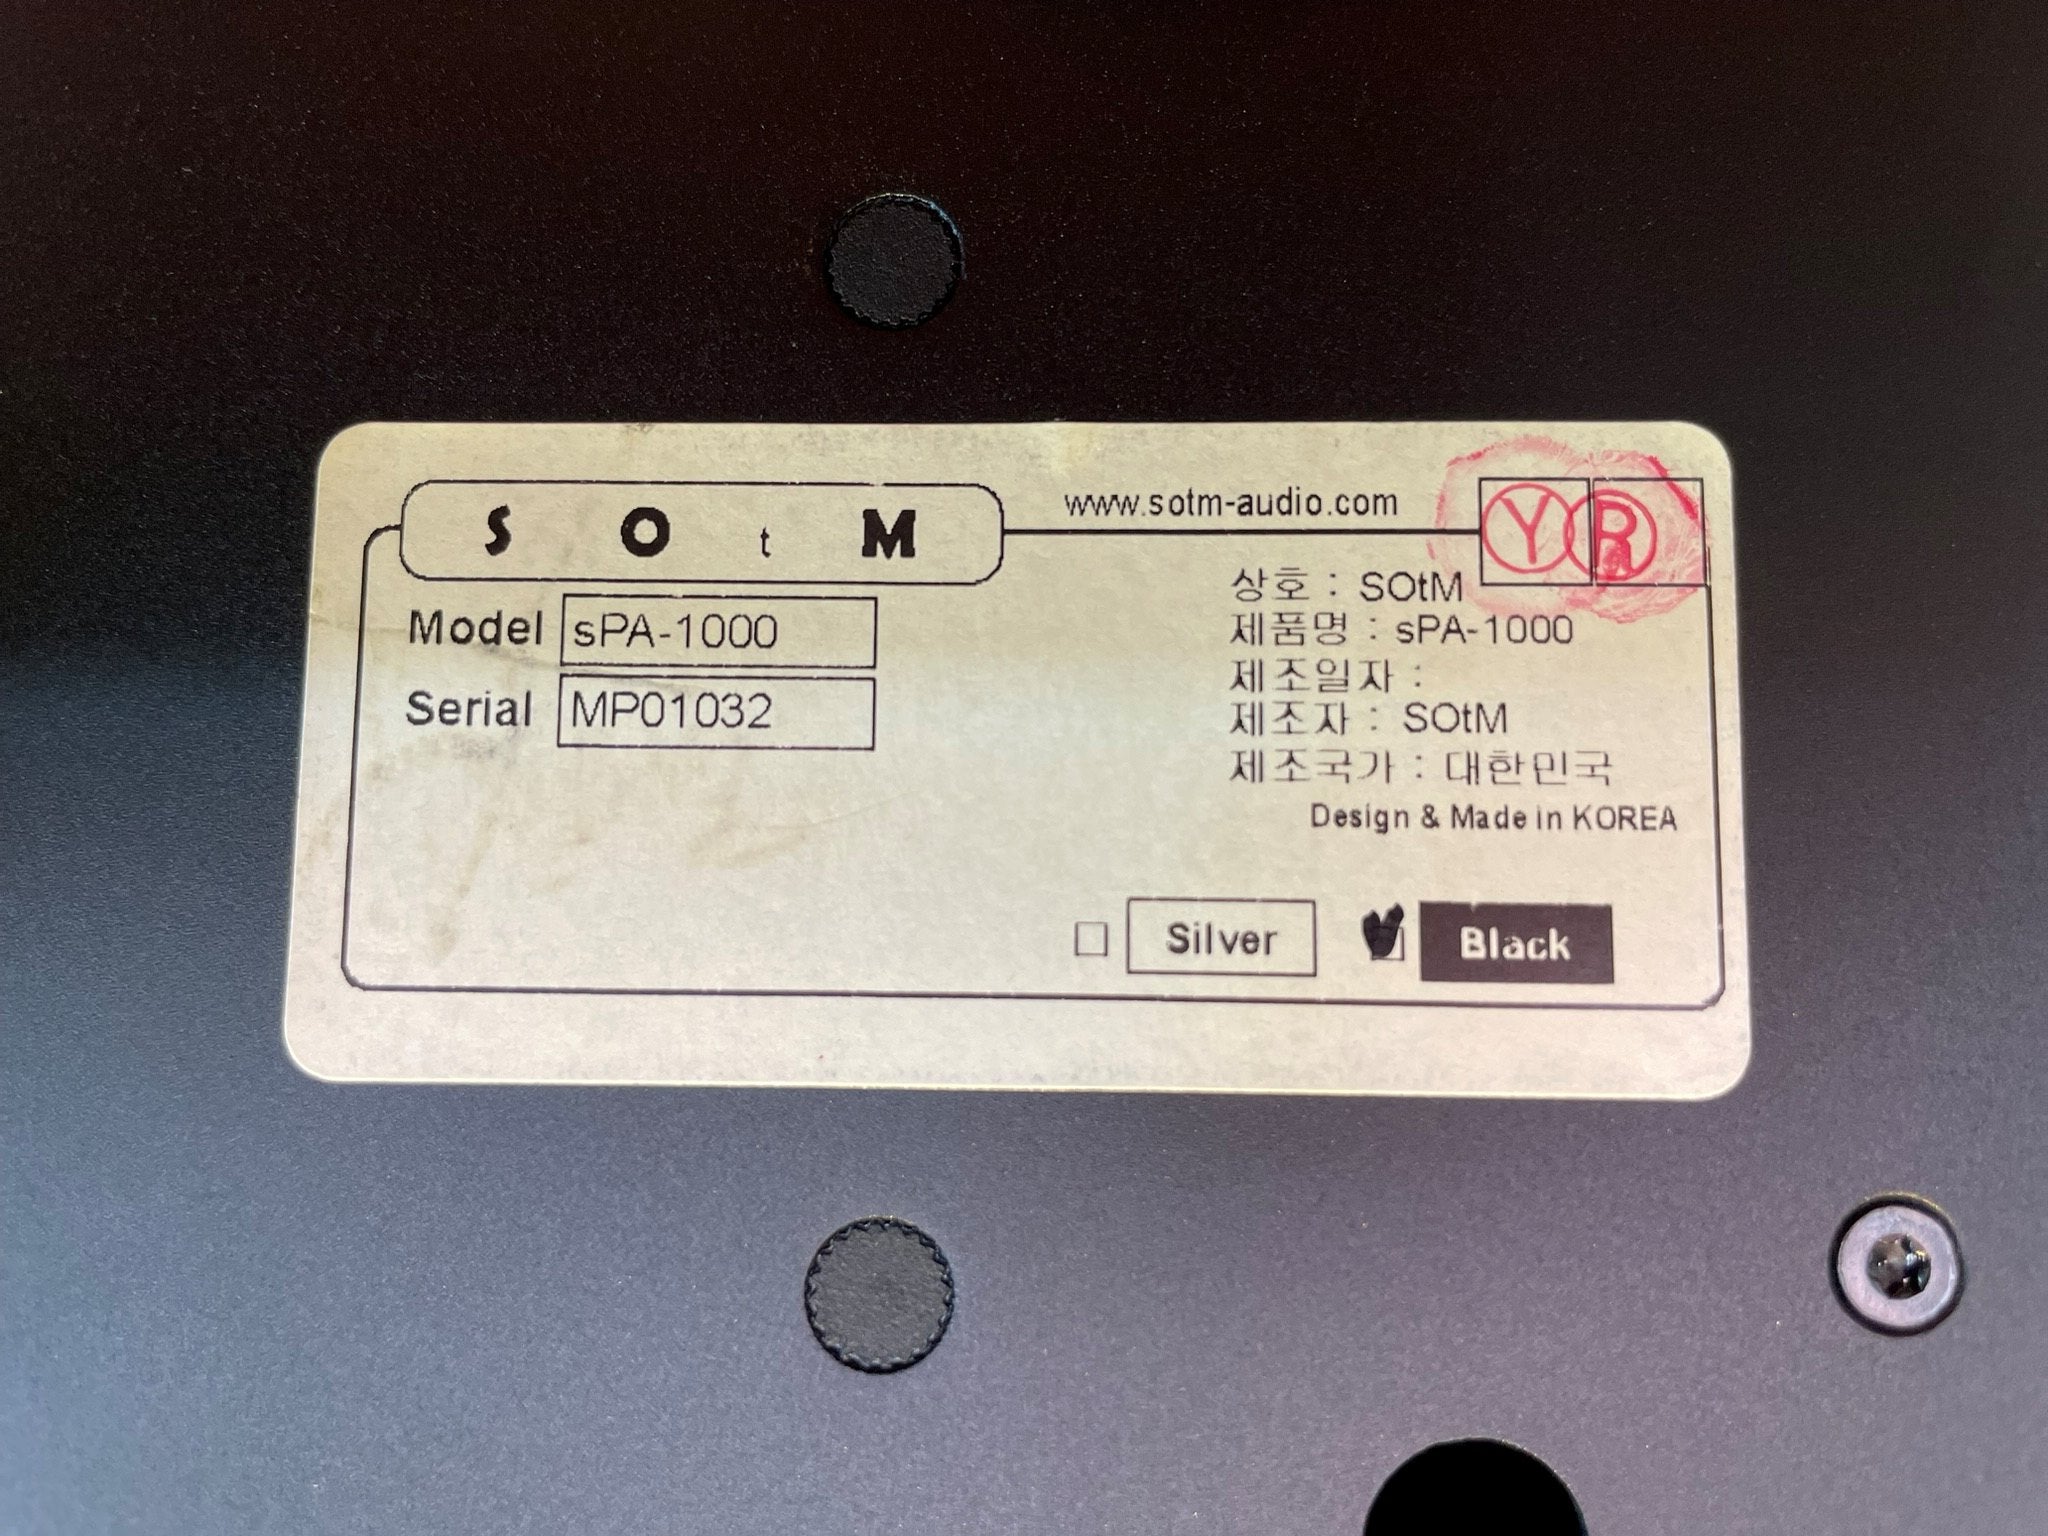 S O t M
www.sotm-audio.com
Y R
Model sPA-1000
Serial MP01032
상호 : SOtM
제품명 : sPA-1000
제조일자 :
제조자 : SOtM
제조국가 : 대한민국
Design & Made in KOREA
Silver
Black